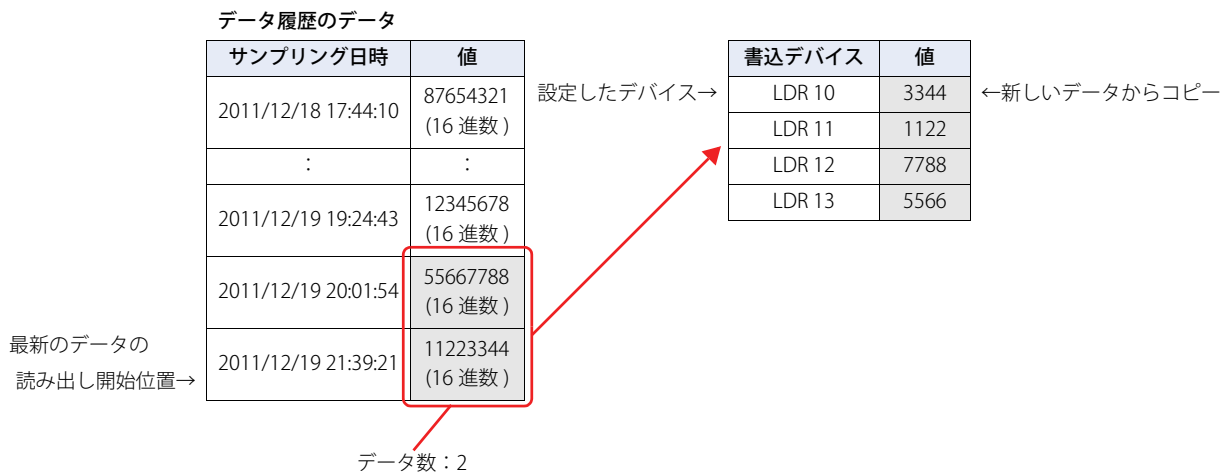 データ履歴のデータ
サンプリング日時 値
2011/12/18 17:44:10 87654321
(16 進数 )
： ：
2011/12/19 19:24:43 12345678
(16 進数 )
2011/12/19 20:01:54 55667788
(16 進数 )
2011/12/19 21:39:21 11223344
(16 進数 )
最新のデータの
読み出し開始位置→
データ数：2
設定したデバイス→
書込デバイス 値
LDR 10 3344
LDR 11 1122
LDR 12 7788
LDR 13 5566
←新しいデータからコピー